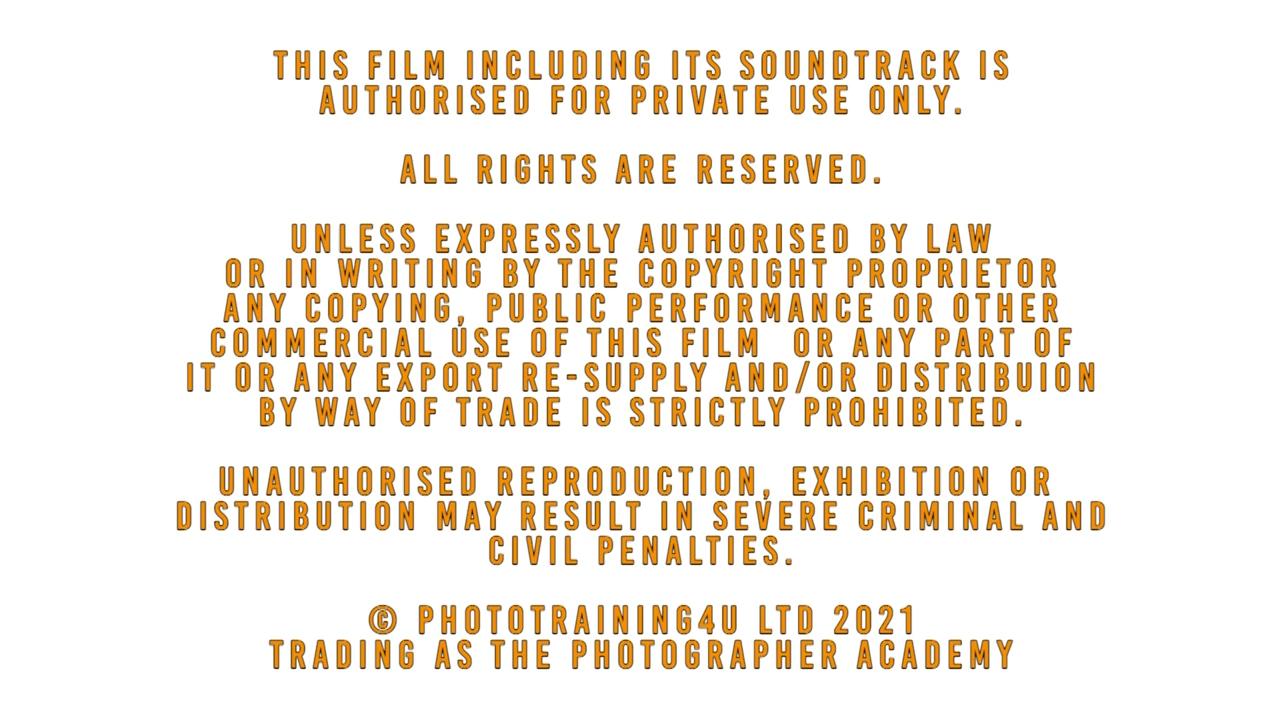 THIS FILM INCLUDING ITS SOUNDTRACK IS
AUTHORISED FOR PRIVATE USE ONLY.
ALL RIGHTS ARE RESERVED.
UNLESS EXPRESSLY AUTHORISED BY LAW
OR IN WRITING BY THE COPYRIGHT PROPRIETOR
ANY COPYING, PUBLIC PERFORMANCE OR OTHER
COMMERCIAL USE OF THIS FILM  OR ANY PART OF
IT OR ANY EXPORT RE-SUPPLY AND/OR DISTRIBUION
BY WAY OF TRADE IS STRICTLY PROHIBITED.
UNAUTHORISED REPRODUCTION, EXHIBITION OR
DISTRIBUTION MAY RESULT IN SEVERE CRIMINAL AND
CIVIL PENALTIES.
© PHOTOTRAINING4U LTD 2021
TRADING AS THE PHOTOGRAPHER ACADEMY